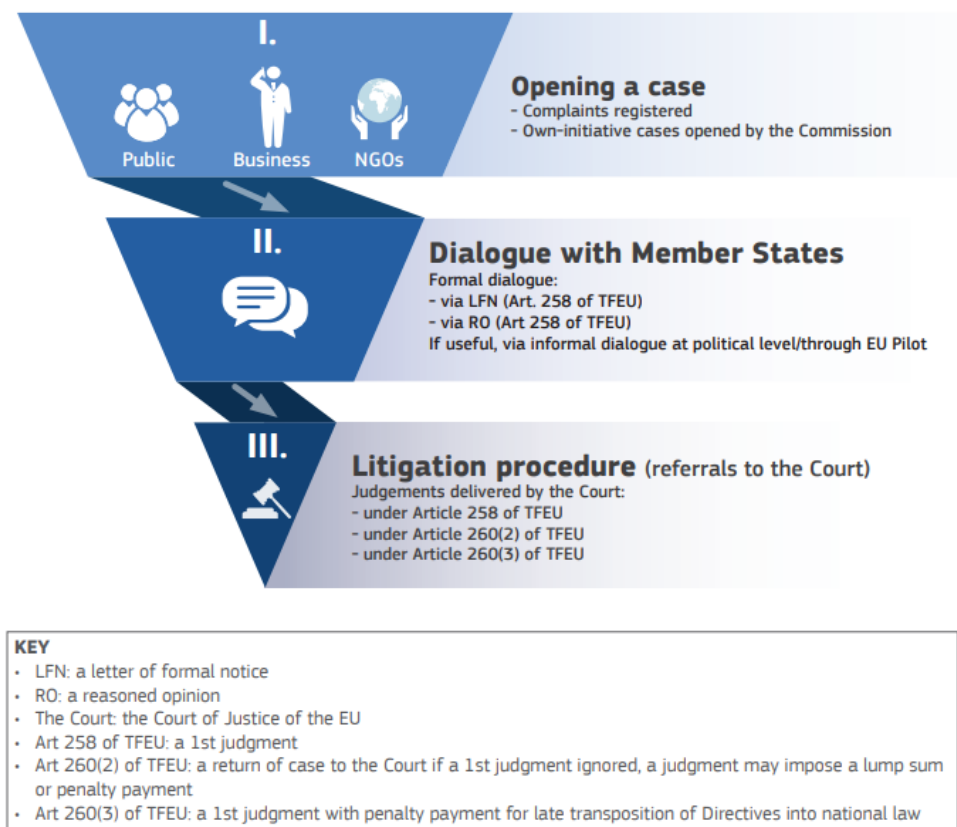 I.
Public
Business
NGOs
Opening a case
- Complaints registered
- Own-initiative cases opened by the Commission
II.
Dialogue with Member States
Formal dialogue:
- via LFN (Art. 258 of TFEU)
- via RO (Art 258 of TFEU)
If useful, via informal dialogue at political level/through EU Pilot
III.
Litigation procedure (referrals to the Court)
Judgements delivered by the Court:
- under Article 258 of TFEU
- under Article 260(2) of TFEU
- under Article 260(3) of TFEU
KEY
• LFN: a letter of formal notice
• RO: a reasoned opinion
• The Court: the Court of Justice of the EU
• Art 258 of TFEU: a 1st judgment
• Art 260(2) of TFEU: a return of case to the Court if a 1st judgment ignored, a judgment may impose a lump sum
or penalty payment
• Art 260(3) of TFEU: a 1st judgment with penalty payment for late transposition of Directives into national law